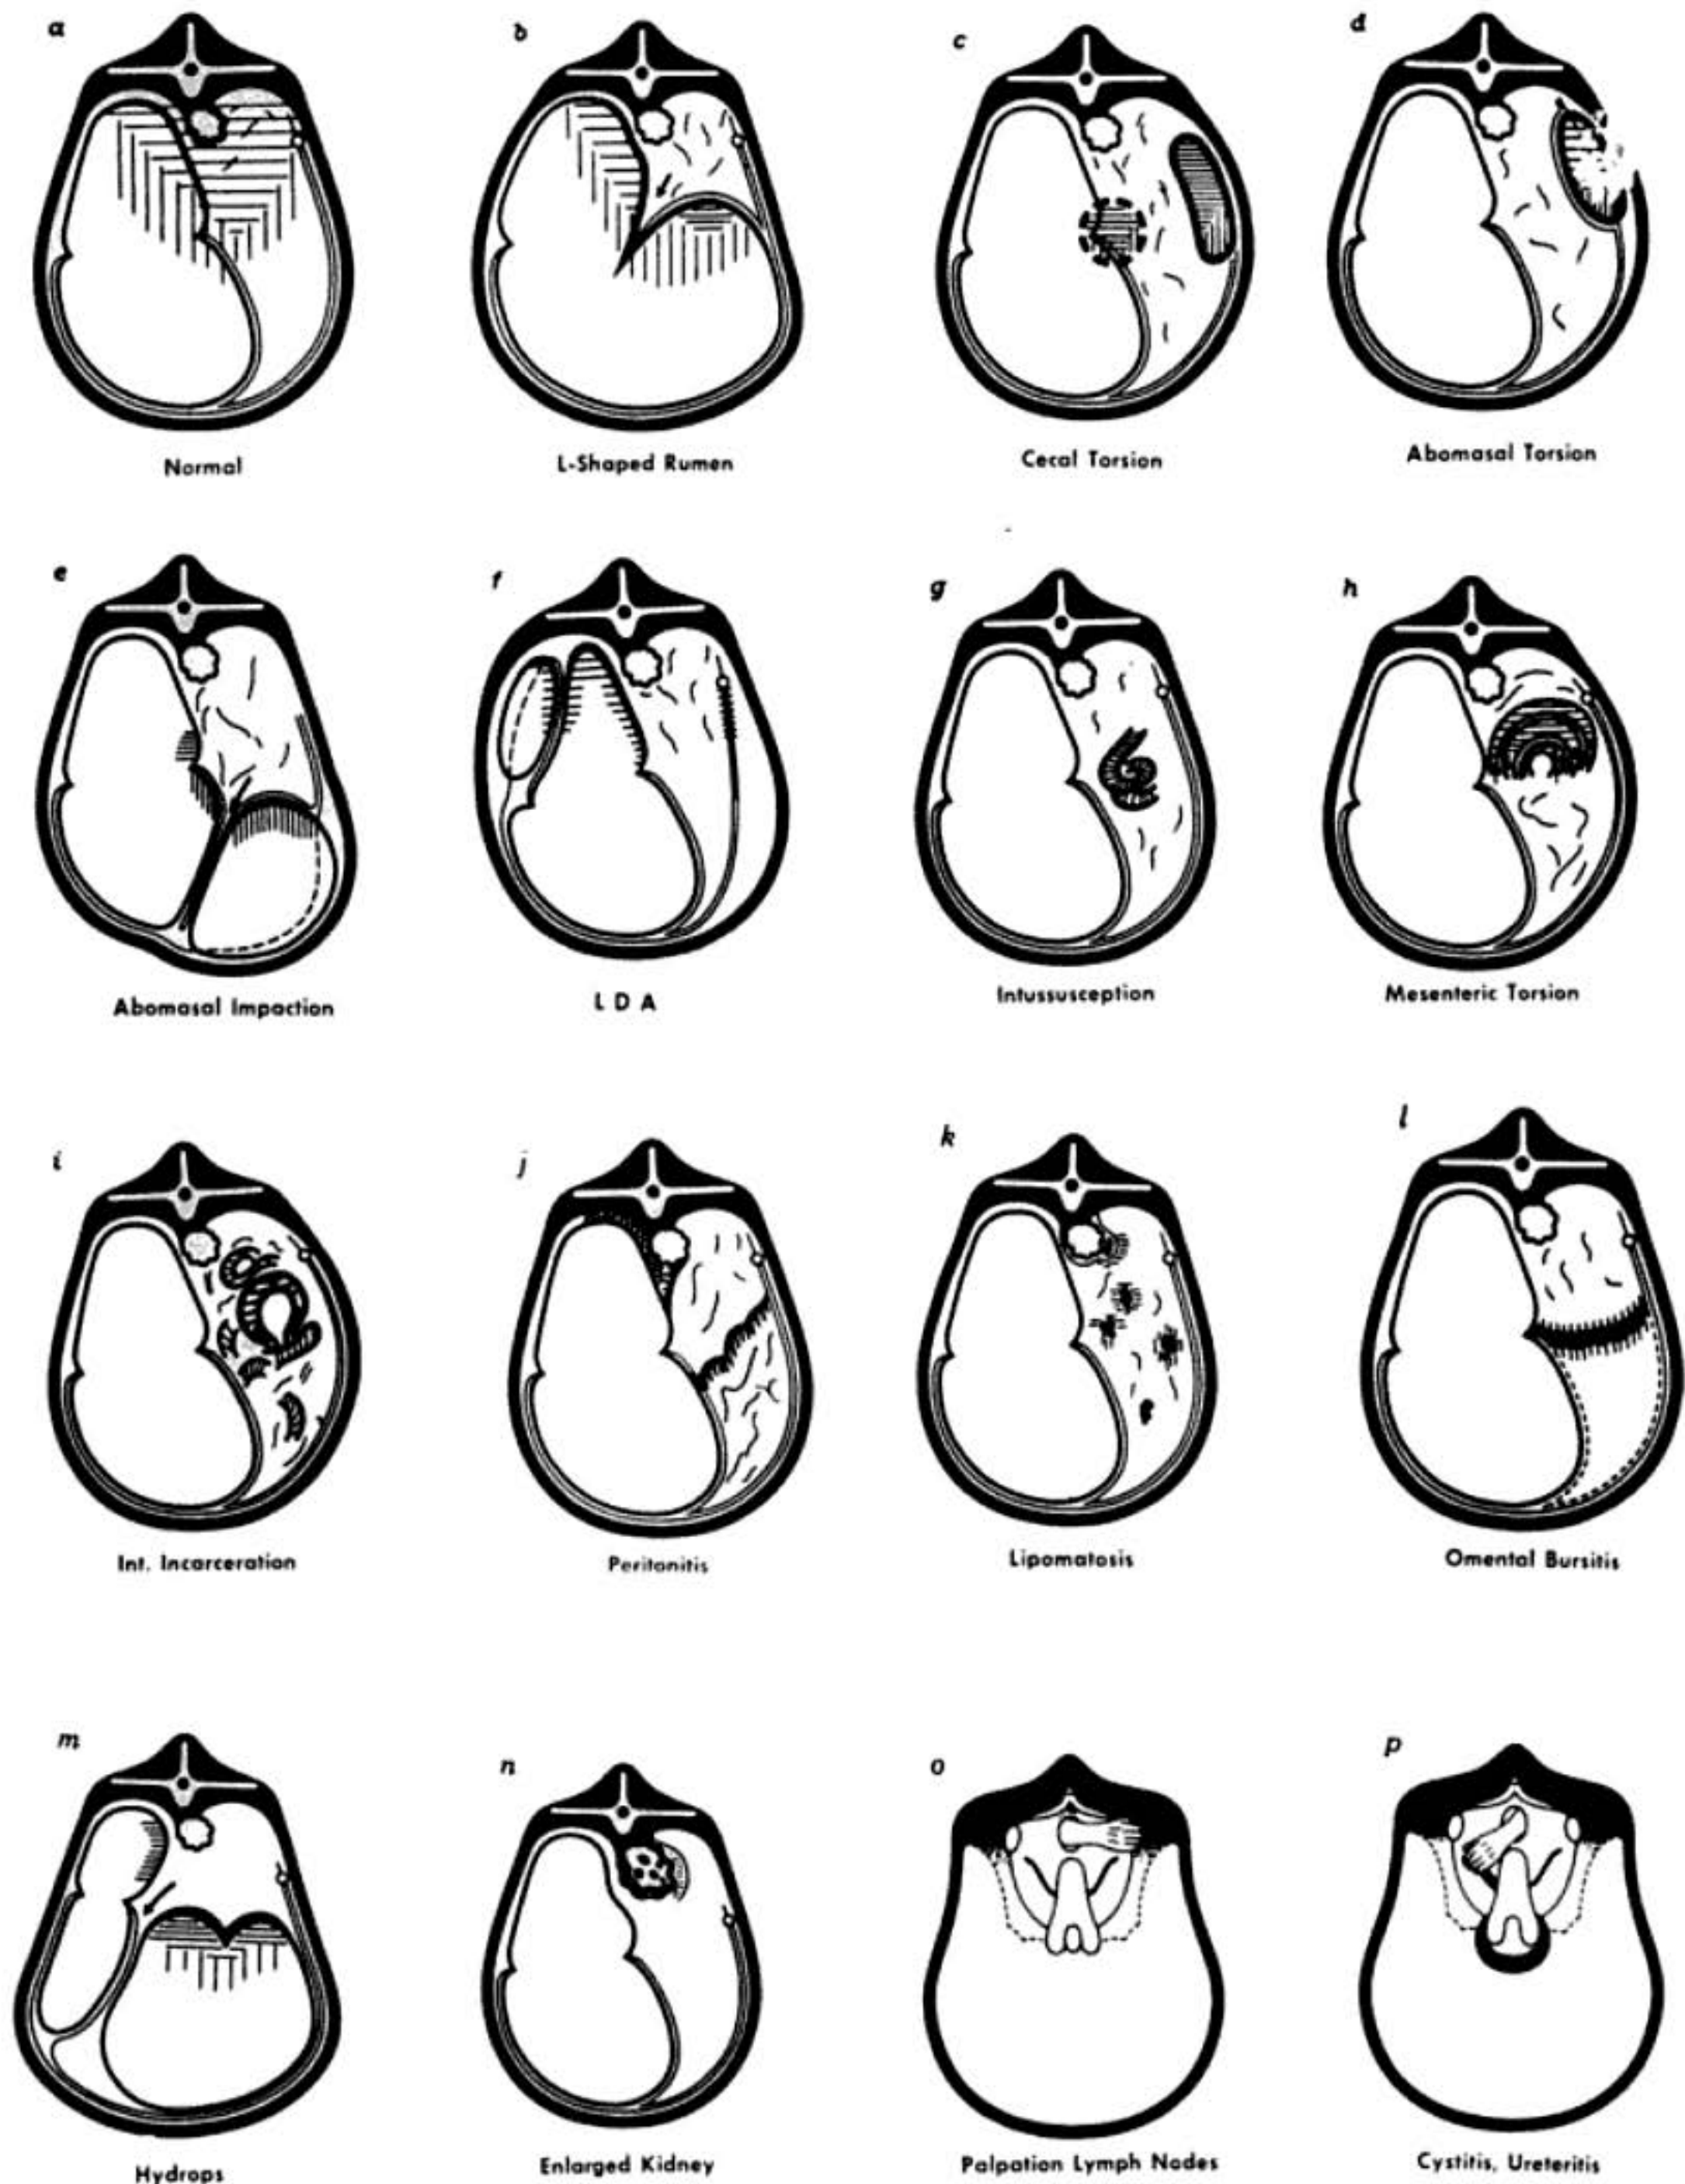 a b c d
Normal L-Shaped Rumen Cecal Torsion Abomasal Torsion
e f g h
Abomasal Impaction L D A Intussusception Mesenteric Torsion
i j k l
Int. Incarceration Peritonitis Lipomatosis Omental Bursitis
m n o p
Hydrops Enlarged Kidney Palpation Lymph Nodes Cystitis, Ureteritis